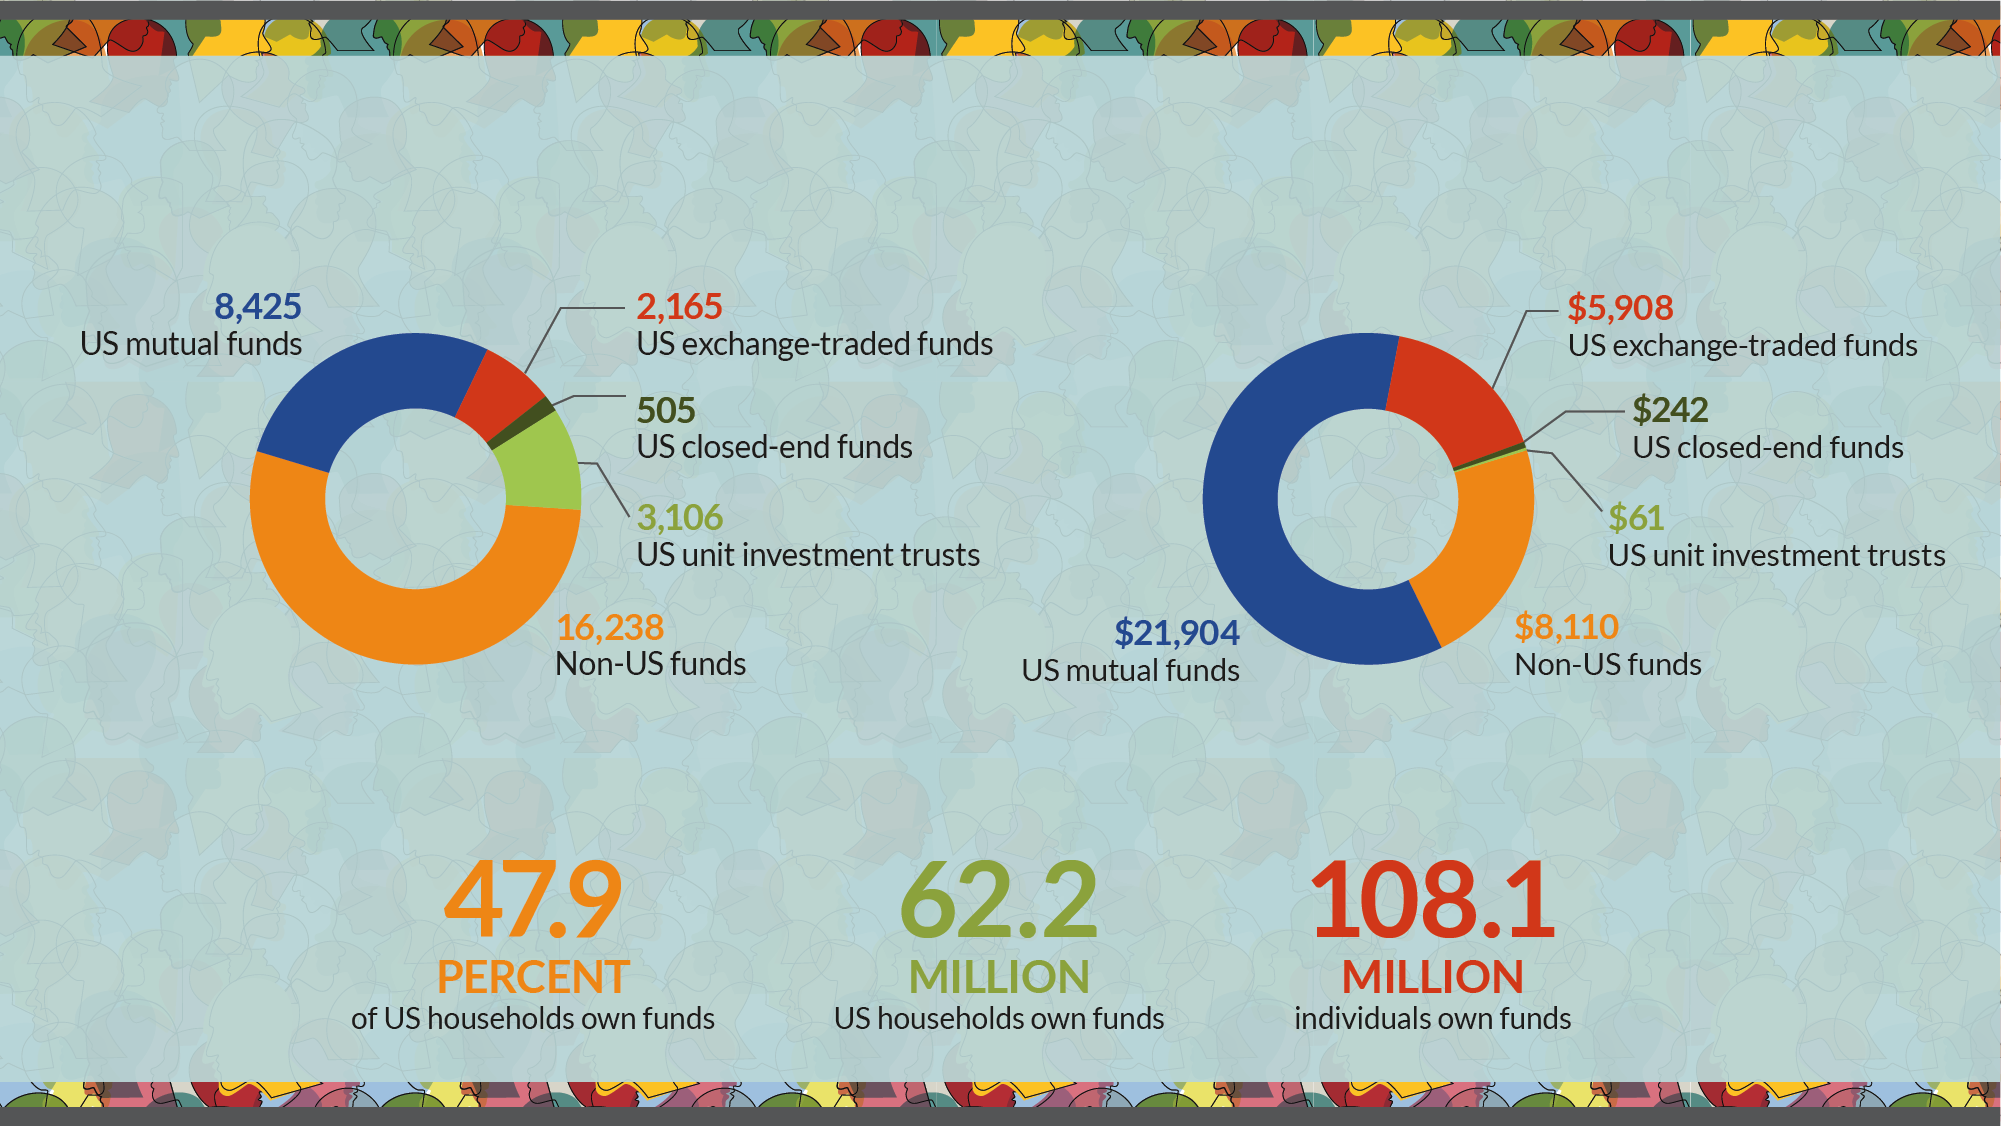 8,425
US mutual funds
2,165
US exchange-traded funds
505
US closed-end funds
3,106
US unit investment trusts
16,238
Non-US funds
$5,908
US exchange-traded funds
$242
US closed-end funds
$61
US unit investment trusts
$8,110
Non-US funds
$21,904
US mutual funds
47.9
PERCENT
of US households own funds
62.2
MILLION
US households own funds
108.1
MILLION
individuals own funds